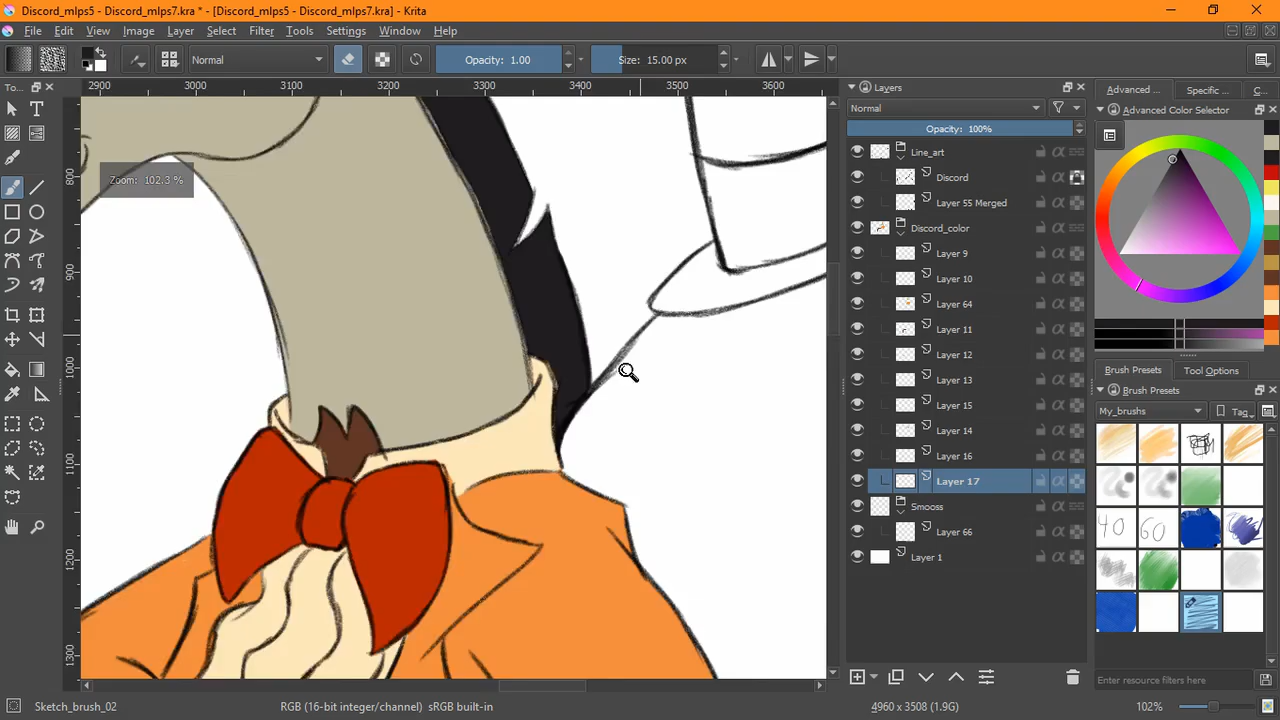 Discord_mlps5 - Discord_mlps7.kra * - [Discord_mlps5 - Discord_mlps7.kra] - Krita
File Edit View Image Layer Select Filter Tools Settings Window Help
Normal Opacity: 1.00 Size: 15.00 px
To...
2900 3000 3100 3200 3300 3400 3500 3600
800
900
1000
1100
1200
1300
Zoom: 102.3 %
Layers
Normal
Opacity: 100%
Line_art
Discord
Layer 55 Merged
Discord_color
Layer 9
Layer 10
Layer 64
Layer 11
Layer 12
Layer 13
Layer 15
Layer 14
Layer 16
Layer 17
Smooss
Layer 66
Layer 1
Advanced ... Specific ... C...
Advanced Color Selector
Brush Presets Tool Options
Brush Presets
My_brushs Tag
40 60
Enter resource filters here
Sketch_brush_02 RGB (16-bit integer/channel) sRGB built-in 4960 x 3508 (1.9G) 102%